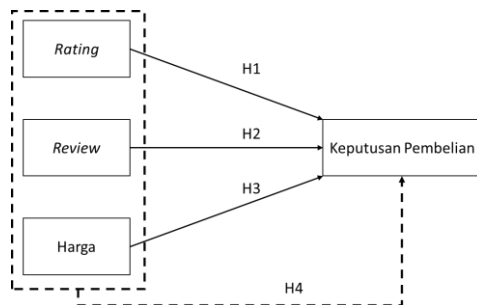 Rating
H1
Review
H2
Keputusan Pembelian
H3
Harga
H4